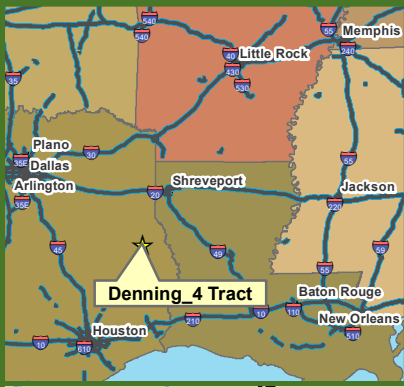 540
55
Memphis
540
40
Little Rock
240
430
35
530
Plano
30
55
35E
Dallas
Arlington
20
Shreveport
Jackson
35E
220
45
49
59
55
Denning_4 Tract
Baton Rouge
10
110
210
New Orleans
Houston
10
610
510